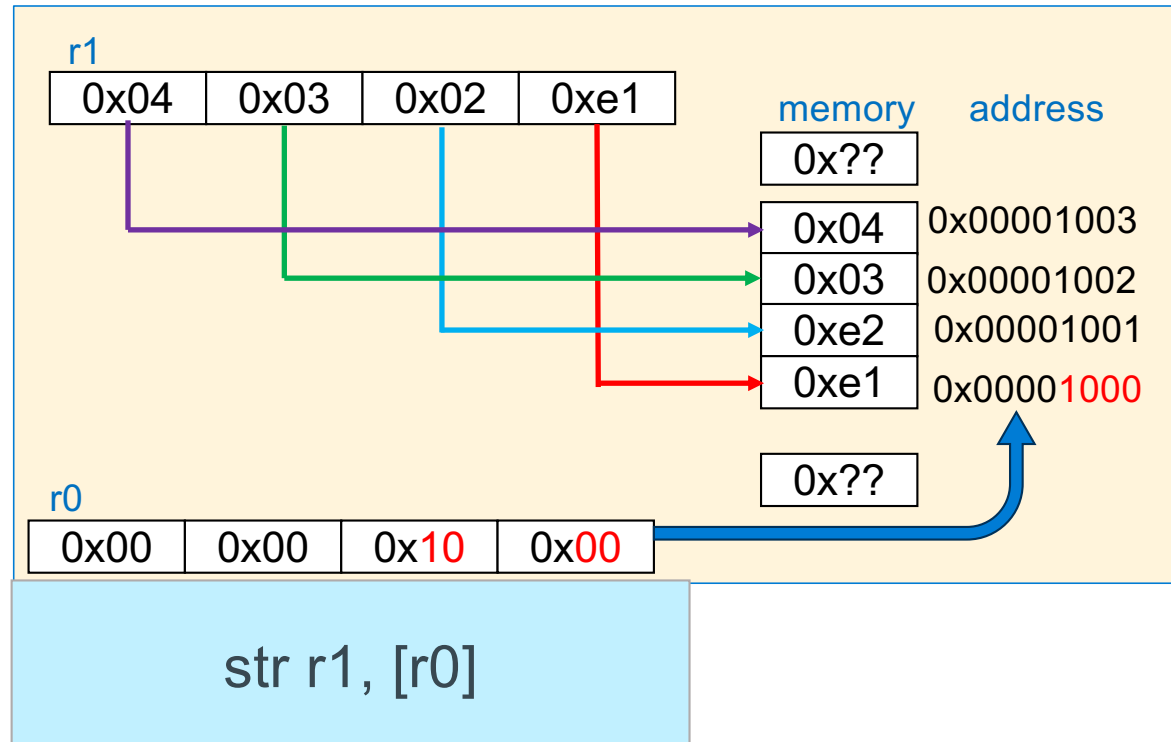 r1
0x04 0x03 0x02 0xe1
memory address
0x??
0x04 0x00001003
0x03 0x00001002
0xe2 0x00001001
0xe1 0x00001000
0x??
r0
0x00 0x00 0x10 0x00
str r1, [r0]